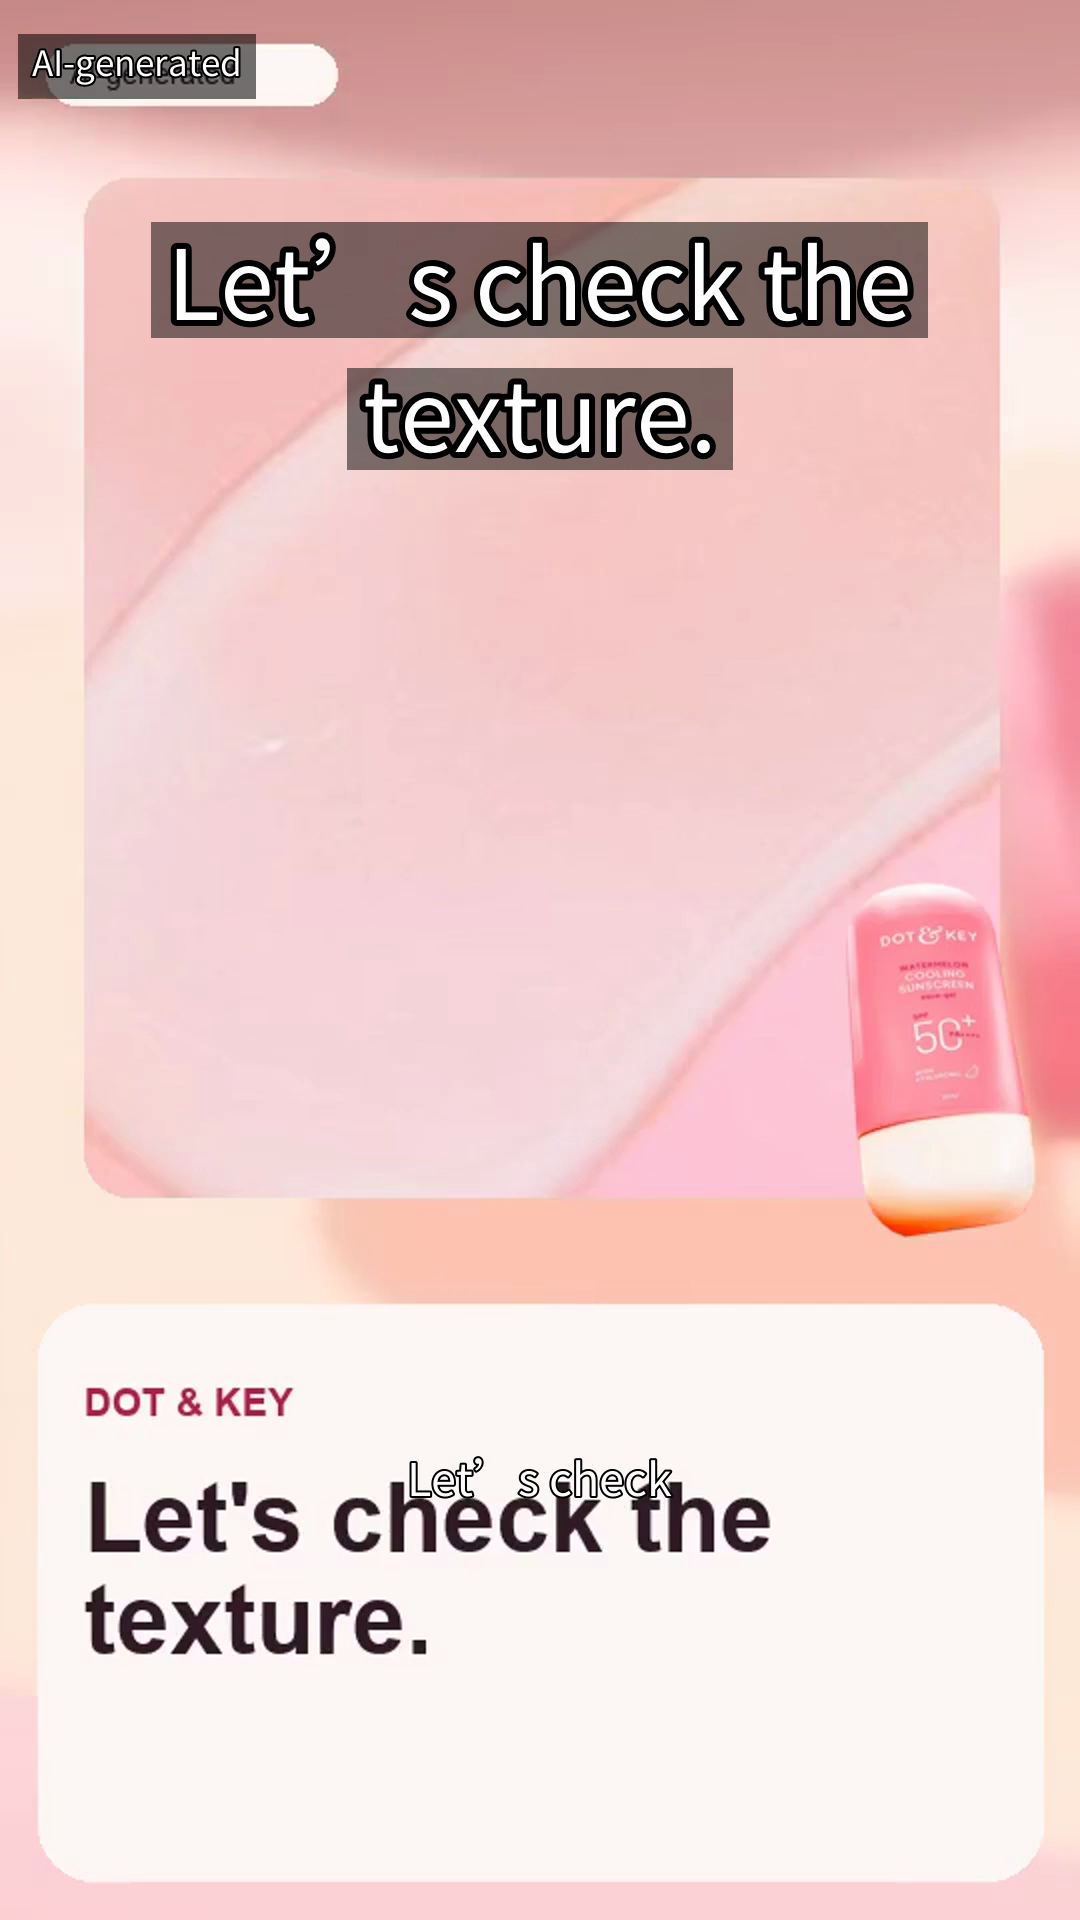 AI-generated
Let’s check the
texture.
DOT & KEY
WATERMELON
COOLING
SUNSCREEN
SPF
50+
DOT & KEY
Let’s check
Let's check the
texture.